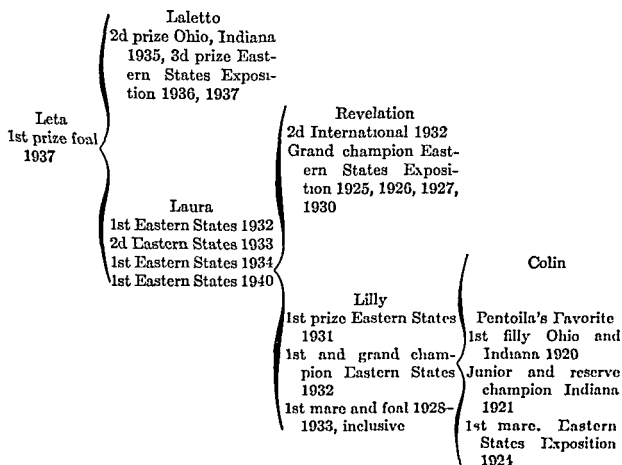 Laletto
2d prize Ohio, Indiana
1935, 3d prize East-
ern States Exposi-
tion 1936, 1937
Leta
1st prize foal
1937
Revelation
2d International 1932
Grand champion East-
ern States Exposi-
tion 1925, 1926, 1927,
1930
Laura
1st Eastern States 1932
2d Eastern States 1933
1st Eastern States 1934
1st Eastern States 1940
Colin
Lilly
1st prize Eastern States
1931
1st and grand cham-
pion Eastern States
1932
1st mare and foal 1928–
1933, inclusive
Pentoila's Favorite
1st filly Ohio and
Indiana 1920
Junior and reserve
champion Indiana
1921
1st mare. Eastern
States Exposition
1924